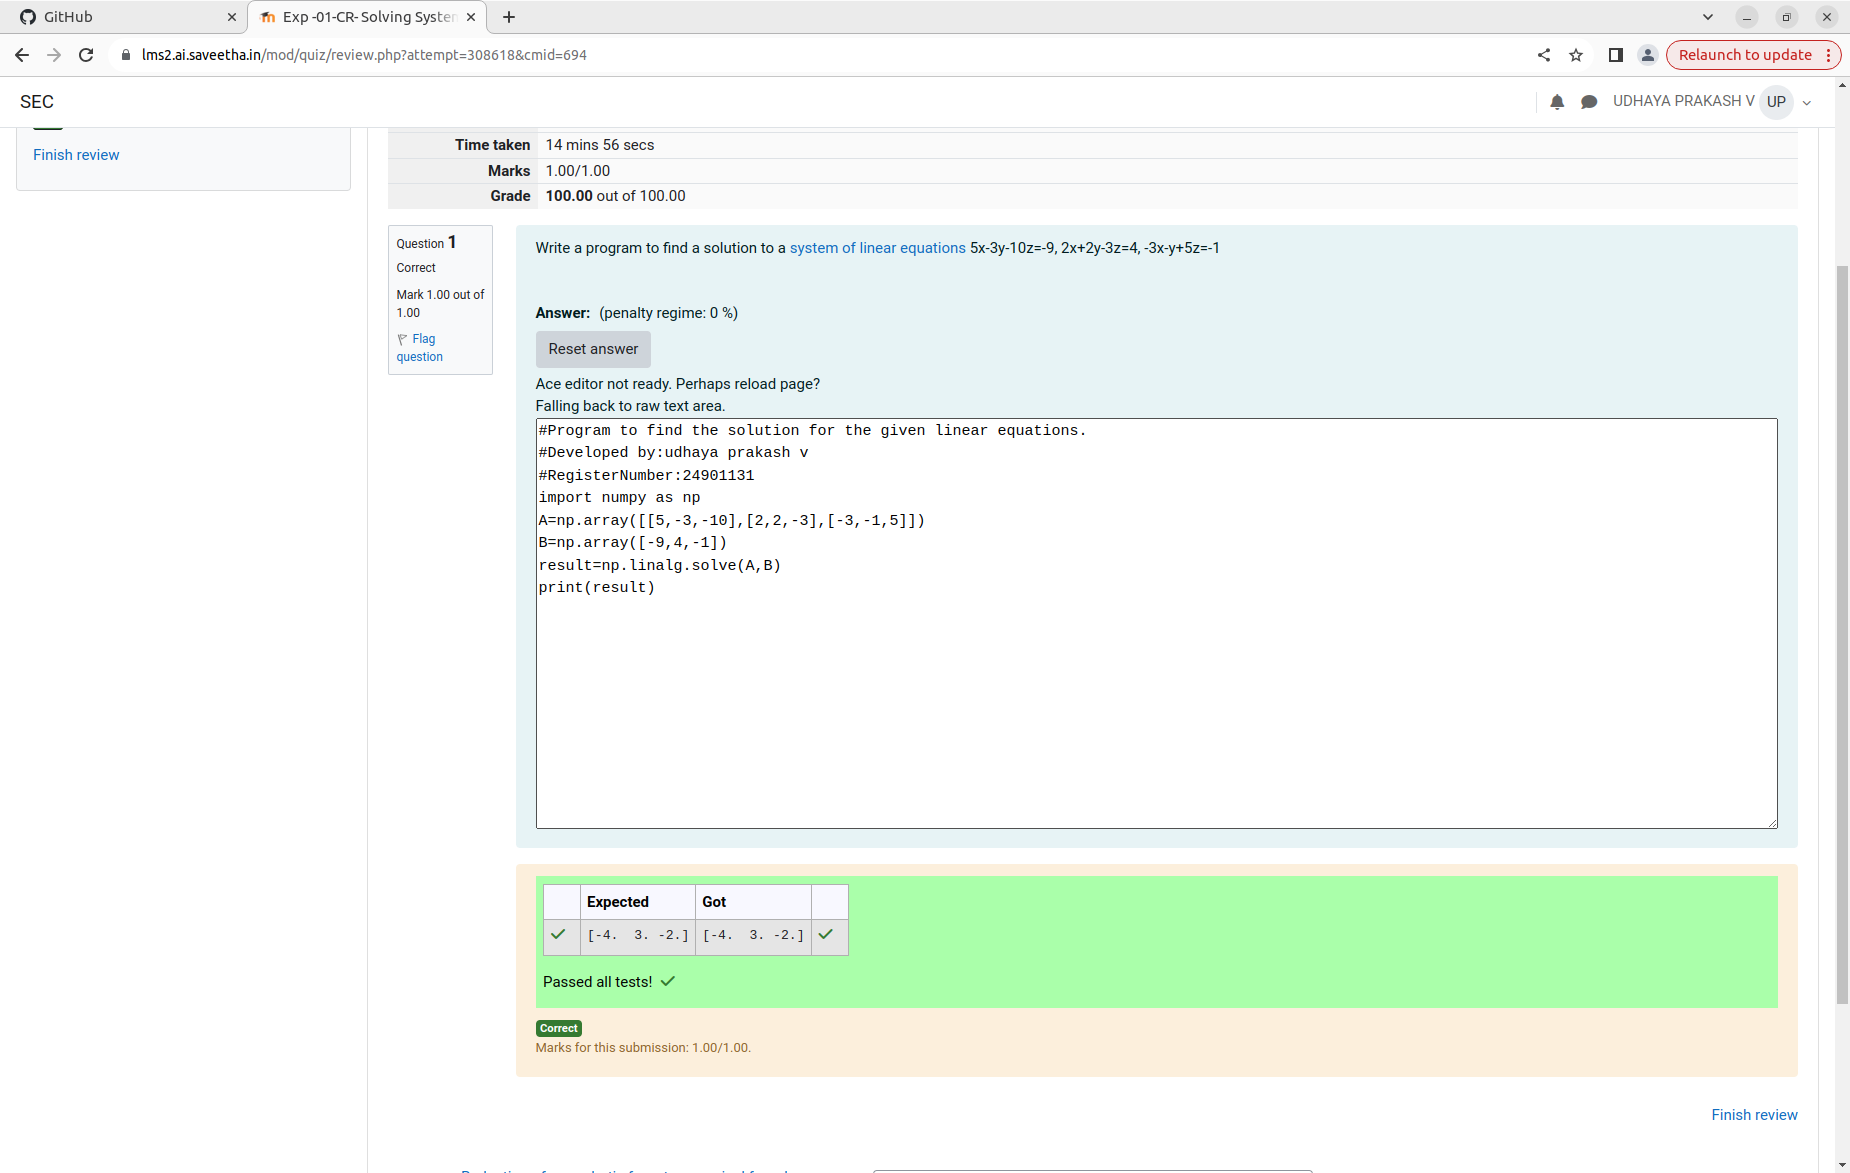 GitHub
Exp -01-CR- Solving System
lms2.ai.saveetha.in/mod/quiz/review.php?attempt=308618&cmid=694
Relaunch to update
SEC
UDHAYA PRAKASH V UP
Finish review
Time taken 14 mins 56 secs
Marks 1.00/1.00
Grade 100.00 out of 100.00
Question 1
Correct
Mark 1.00 out of
1.00
Flag
question
Write a program to find a solution to a system of linear equations 5x-3y-10z=-9, 2x+2y-3z=4, -3x-y+5z=-1
Answer: (penalty regime: 0 %)
Reset answer
Ace editor not ready. Perhaps reload page?
Falling back to raw text area.
#Program to find the solution for the given linear equations.
#Developed by:udhaya prakash v
#RegisterNumber:24901131
import numpy as np
A=np.array([[5,-3,-10],[2,2,-3],[-3,-1,5]])
B=np.array([-9,4,-1])
result=np.linalg.solve(A,B)
print(result)
Expected Got
[-4.  3. -2.] [-4.  3. -2.]
Passed all tests!
Correct
Marks for this submission: 1.00/1.00.
Finish review